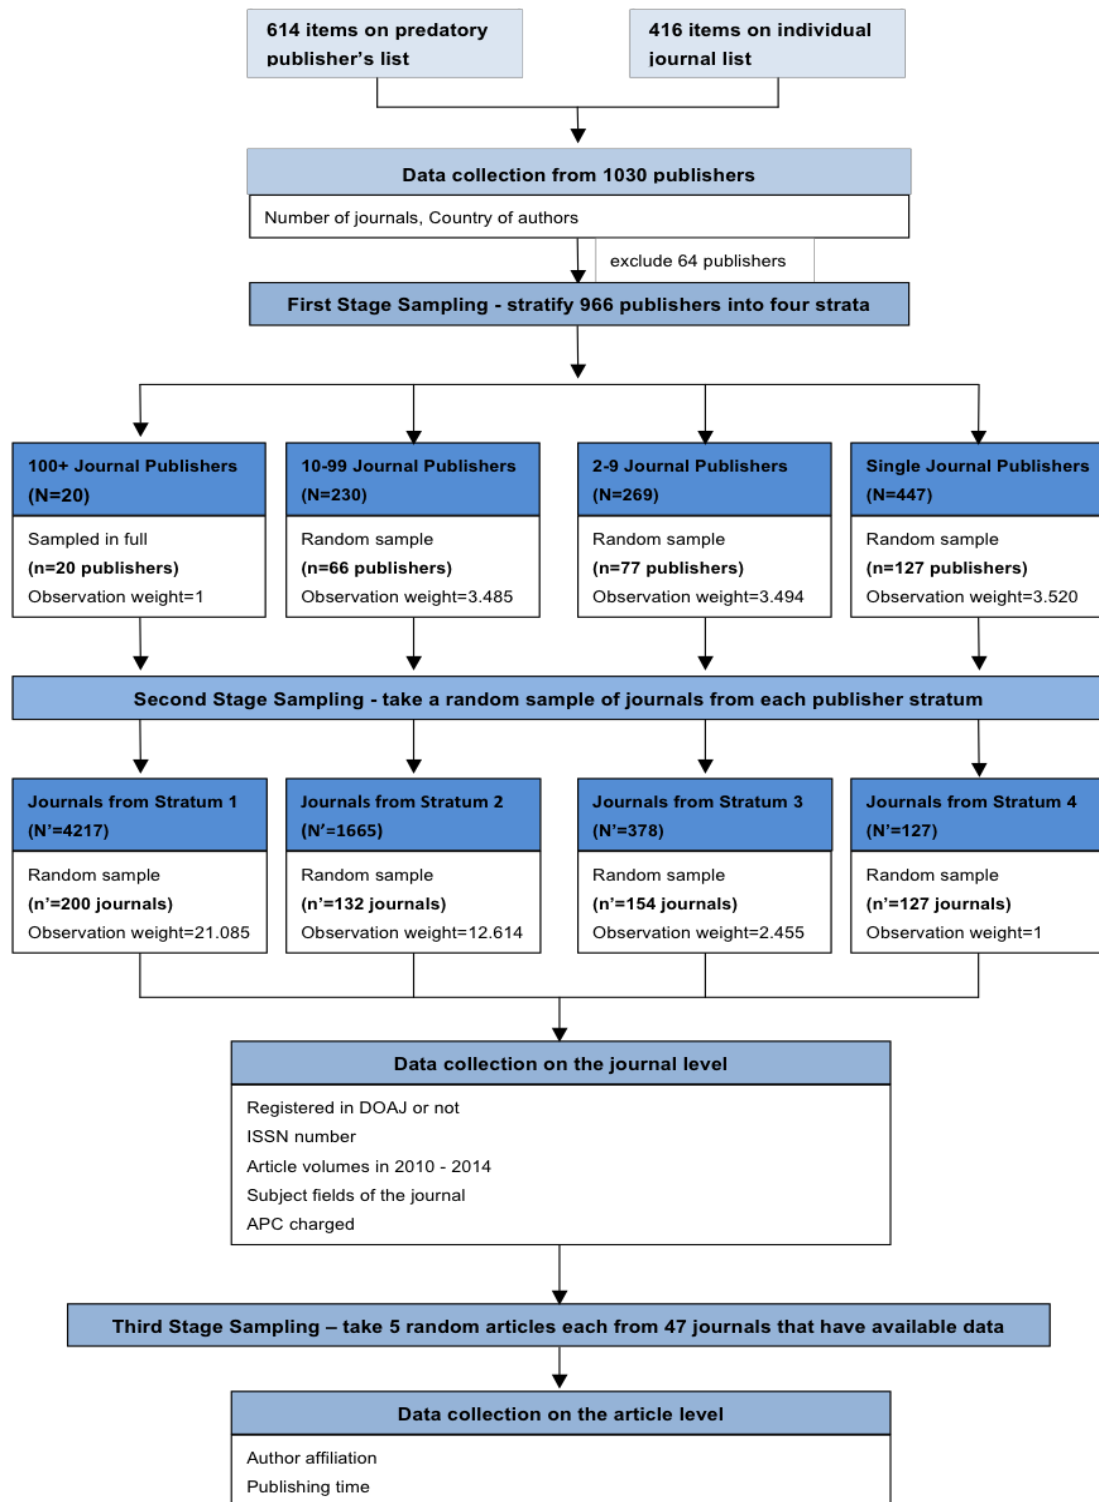 614 items on predatory
publisher's list
416 items on individual
journal list
Data collection from 1030 publishers
Number of journals, Country of authors
exclude 64 publishers
First Stage Sampling - stratify 966 publishers into four strata
100+ Journal Publishers
(N=20)
Sampled in full
(n=20 publishers)
Observation weight=1
10-99 Journal Publishers
(N=230)
Random sample
(n=66 publishers)
Observation weight=3.485
2-9 Journal Publishers
(N=269)
Random sample
(n=77 publishers)
Observation weight=3.494
Single Journal Publishers
(N=447)
Random sample
(n=127 publishers)
Observation weight=3.520
Second Stage Sampling - take a random sample of journals from each publisher stratum
Journals from Stratum 1
(N'=4217)
Random sample
(n'=200 journals)
Observation weight=21.085
Journals from Stratum 2
(N'=1665)
Random sample
(n'=132 journals)
Observation weight=12.614
Journals from Stratum 3
(N'=378)
Random sample
(n'=154 journals)
Observation weight=2.455
Journals from Stratum 4
(N'=127)
Random sample
(n'=127 journals)
Observation weight=1
Data collection on the journal level
Registered in DOAJ or not
ISSN number
Article volumes in 2010 - 2014
Subject fields of the journal
APC charged
Third Stage Sampling – take 5 random articles each from 47 journals that have available data
Data collection on the article level
Author affiliation
Publishing time